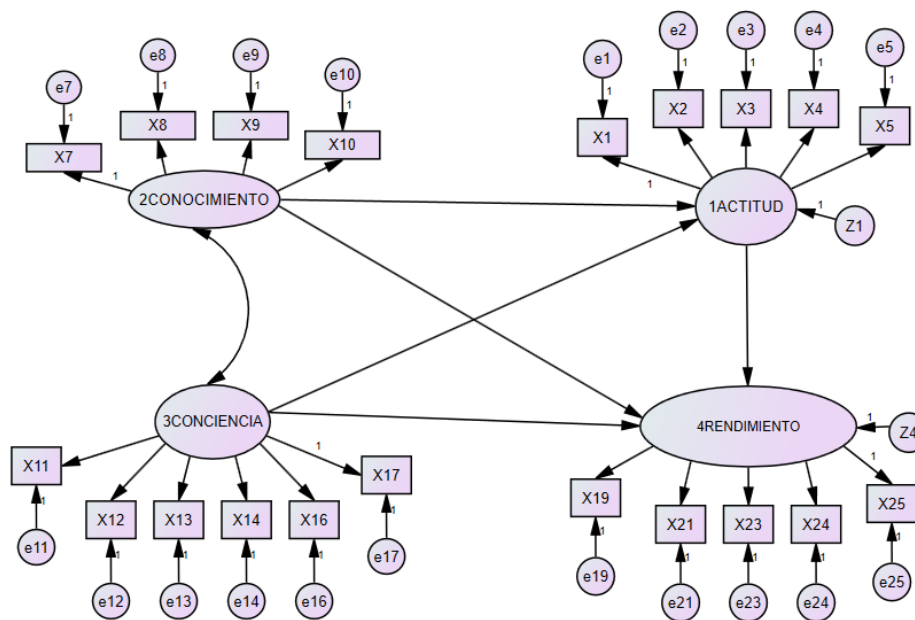 e7
e8
e9
e10
1
1
1
1
X7
X8
X9
X10
1
2CONOCIMIENTO
e1
e2
e3
e4
e5
1
1
1
1
1
X1
X2
X3
X4
X5
1
1ACTITUD
1
Z1
3CONCIENCIA
1
X11
X12
X13
X14
X16
X17
1
1
1
1
1
1
e11
e12
e13
e14
e16
e17
4RENDIMIENTO
1
Z4
1
X19
X21
X23
X24
X25
1
1
1
1
1
e19
e21
e23
e24
e25